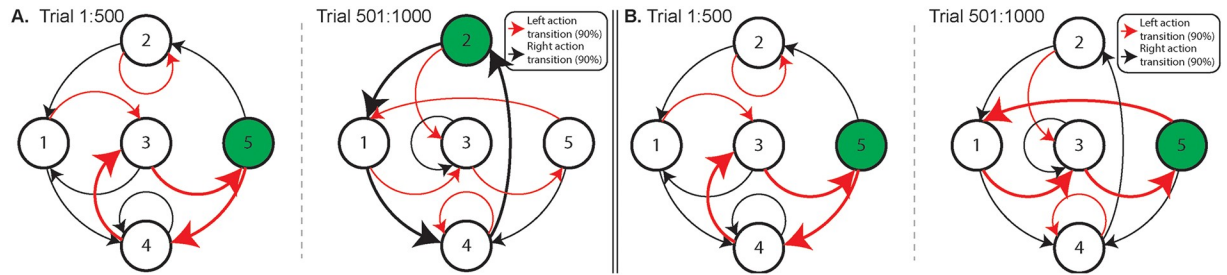 A. Trial 1:500
Trial 501:1000
Left action
transition (90%)
Right action
transition (90%)
2
1
3
5
4
2
1
3
5
4
B. Trial 1:500
Trial 501:1000
Left action
transition (90%)
Right action
transition (90%)
2
1
3
5
4
2
1
3
5
4